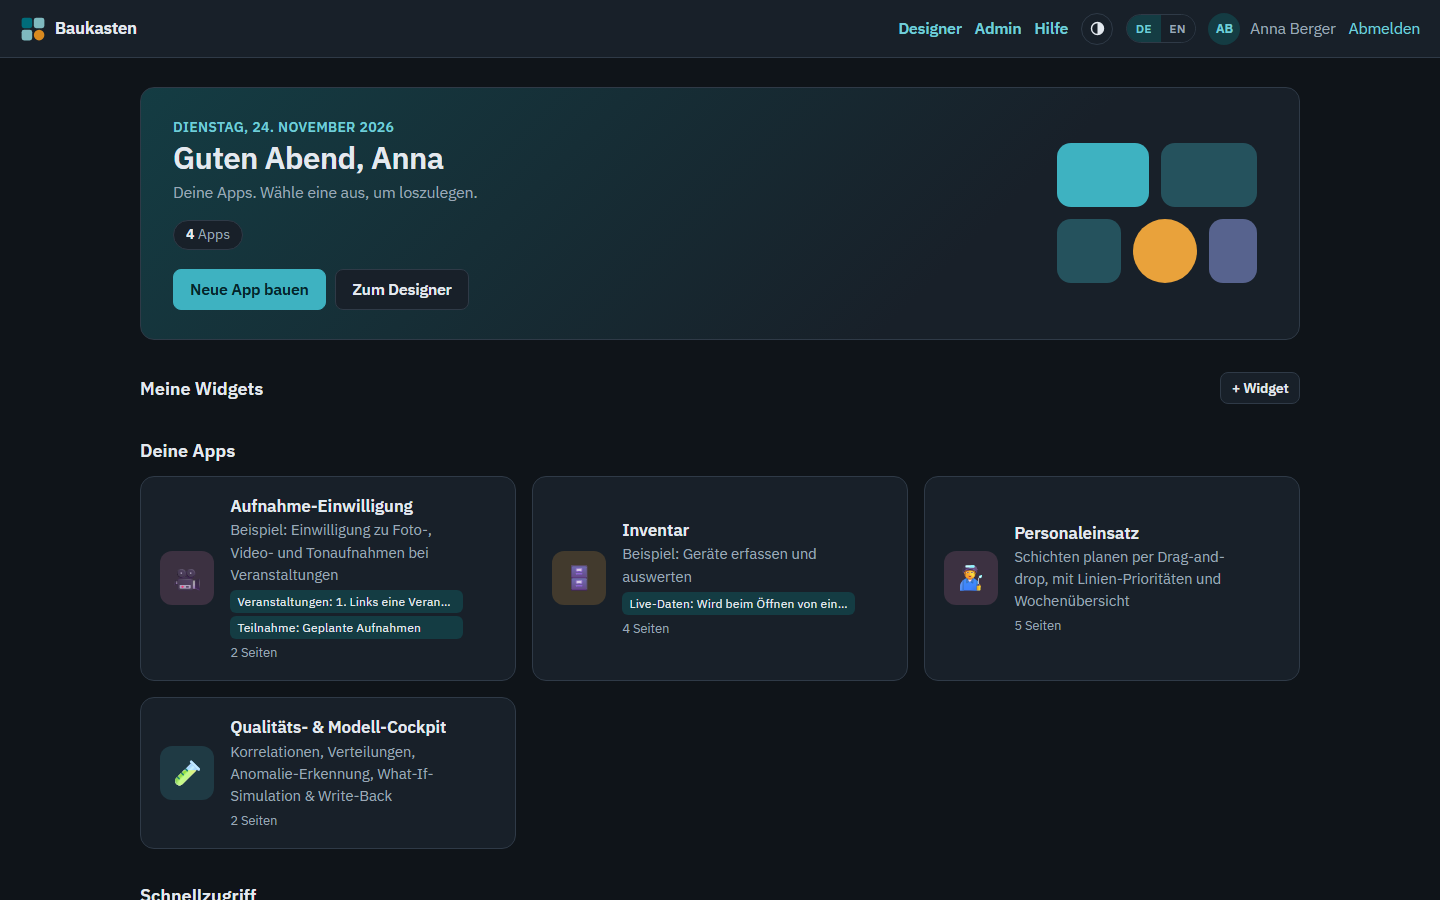 Baukasten
Designer Admin Hilfe DE EN AB Anna Berger Abmelden
DIENSTAG, 24. NOVEMBER 2026
Guten Abend, Anna
Deine Apps. Wähle eine aus, um loszulegen.
4 Apps
Neue App bauen Zum Designer
Meine Widgets
+ Widget
Deine Apps
Aufnahme-Einwilligung
Beispiel: Einwilligung zu Foto-,
Video- und Tonaufnahmen bei
Veranstaltungen
Veranstaltungen: 1. Links eine Veran...
Teilnahme: Geplante Aufnahmen
2 Seiten
Inventar
Beispiel: Geräte erfassen und
auswerten
Live-Daten: Wird beim Öffnen von ein...
4 Seiten
Personaleinsatz
Schichten planen per Drag-and-
drop, mit Linien-Prioritäten und
Wochenübersicht
5 Seiten
Qualitäts- & Modell-Cockpit
Korrelationen, Verteilungen,
Anomalie-Erkennung, What-If-
Simulation & Write-Back
2 Seiten
Schnellzugriff